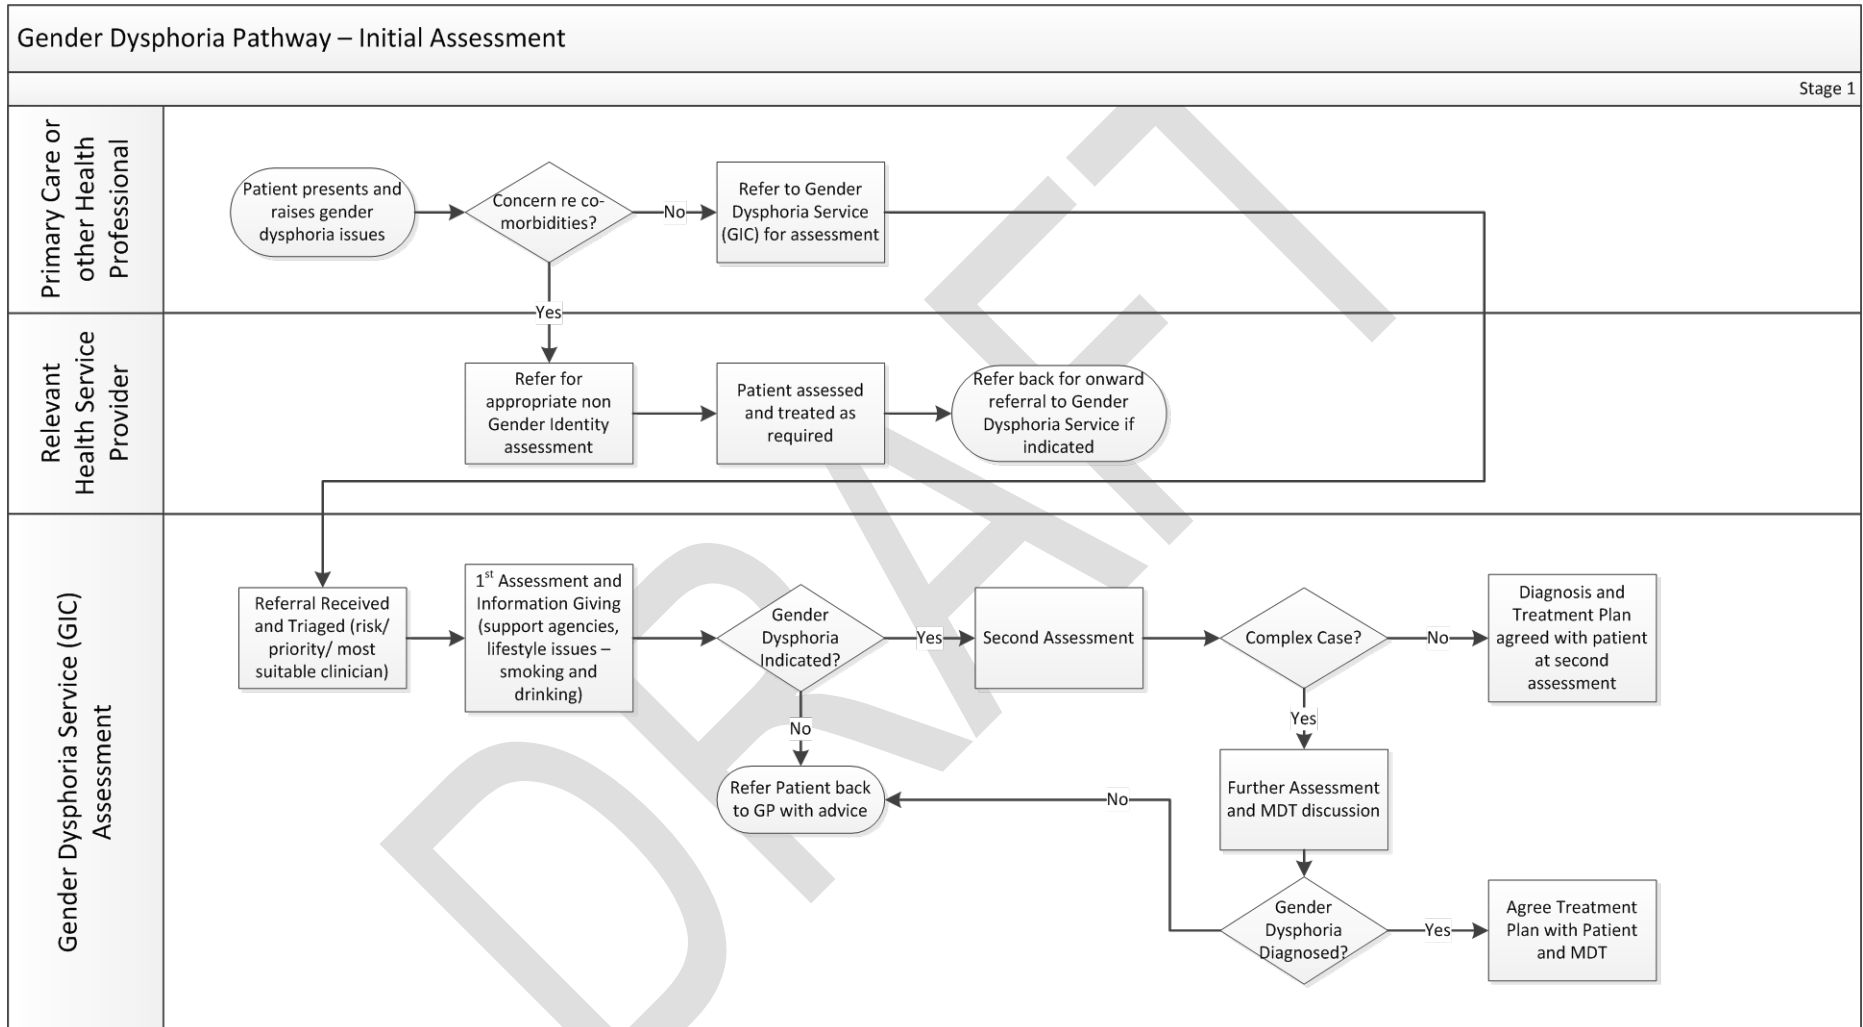 Gender Dysphoria Pathway – Initial Assessment
Stage 1
Primary Care or
other Health
Professional
Patient presents and
raises gender
dysphoria issues
Concern re co-
morbidities?
No
Refer to Gender
Dysphoria Service
(GIC) for assessment
Yes
Relevant
Health Service
Provider
Refer for
appropriate non
Gender Identity
assessment
Patient assessed
and treated as
required
Refer back for onward
referral to Gender
Dysphoria Service if
indicated
Gender Dysphoria Service (GIC)
Assessment
Referral Received
and Triaged (risk/
priority/ most
suitable clinician)
1st Assessment and
Information Giving
(support agencies,
lifestyle issues –
smoking and
drinking)
Gender
Dysphoria
Indicated?
Yes
Second Assessment
Complex Case?
No
Diagnosis and
Treatment Plan
agreed with patient
at second
assessment
No
Yes
Refer Patient back
to GP with advice
No
Further Assessment
and MDT discussion
Gender
Dysphoria
Diagnosed?
Yes
Agree Treatment
Plan with Patient
and MDT
DRAFT